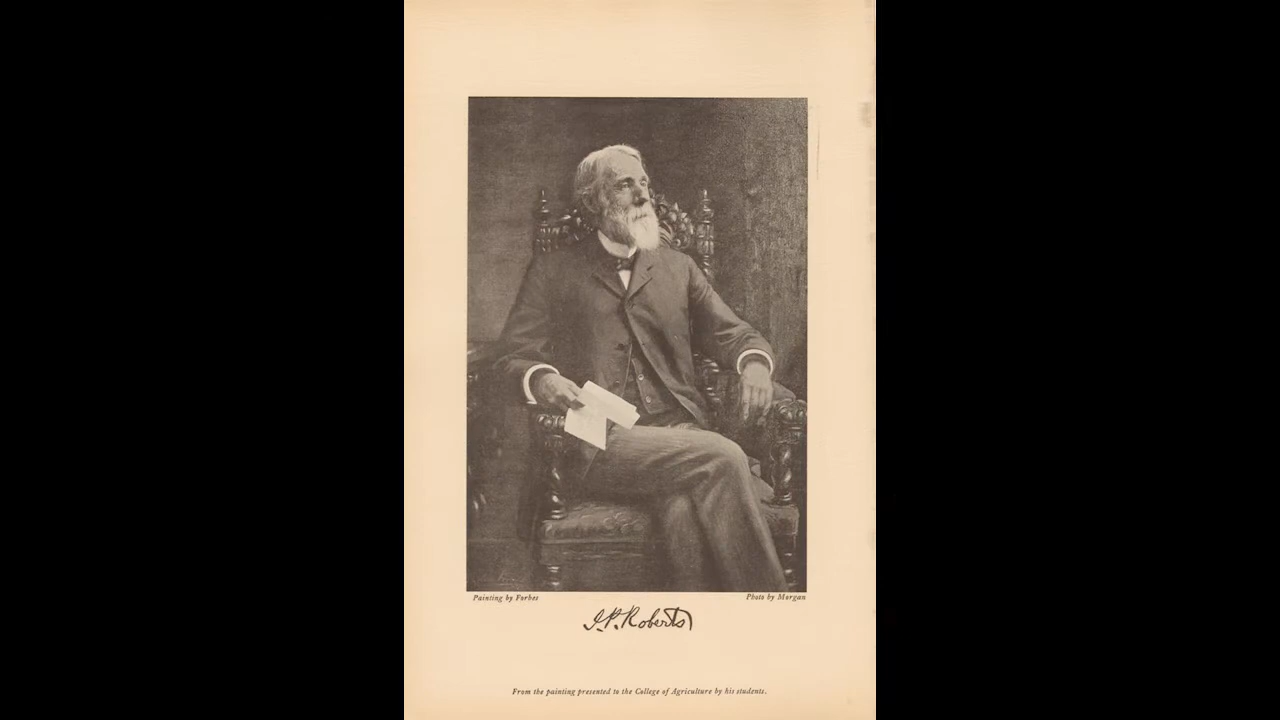 Painting by Forbes
Photo by Morgan
I. P. Roberts
From the painting presented to the College of Agriculture by his students.